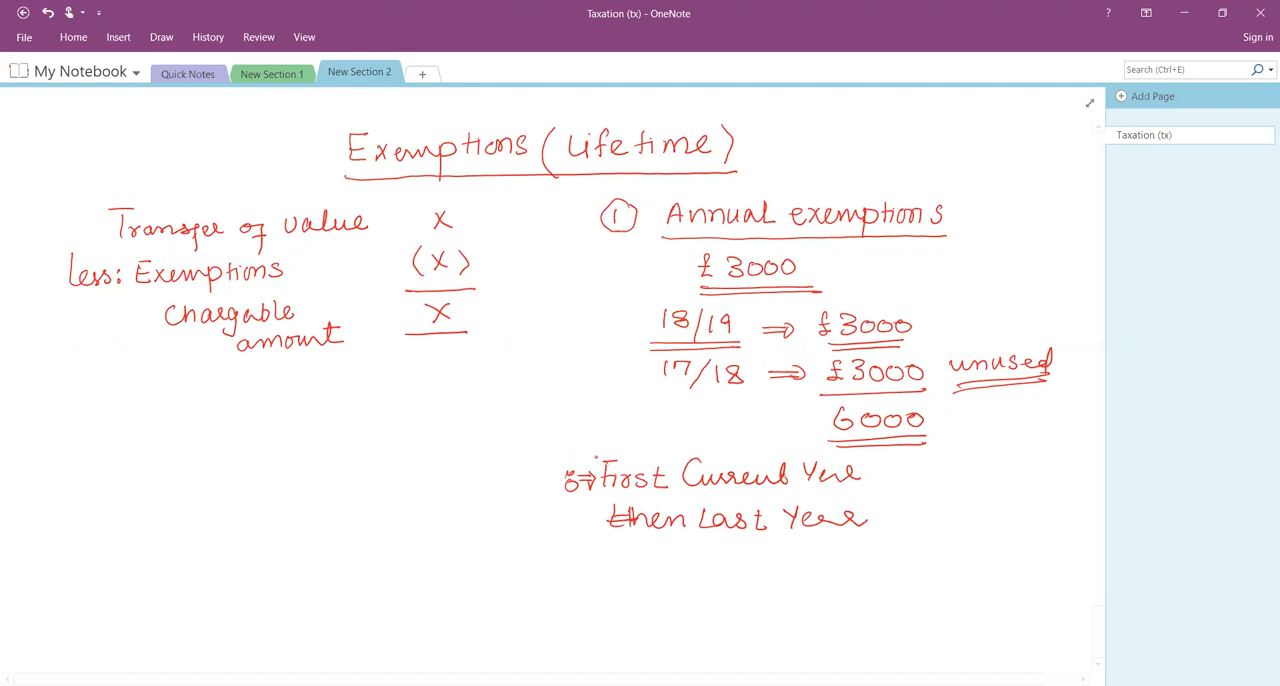 Taxation (tx) - OneNote
?
File Home Insert Draw History Review View
Sign in
My Notebook
Quick Notes
New Section 1
New Section 2
+
Search (Ctrl+E)
Add Page
Taxation (tx)
Exemptions (Lifetime)
Transfer of value X
less: Exemptions (X)
Chargable X
amount
1 Annual exemptions
£3000
18/19 ⇒ £3000
17/18 ⇒ £3000 unused
6000
⇒ First Current Year
then Last Year